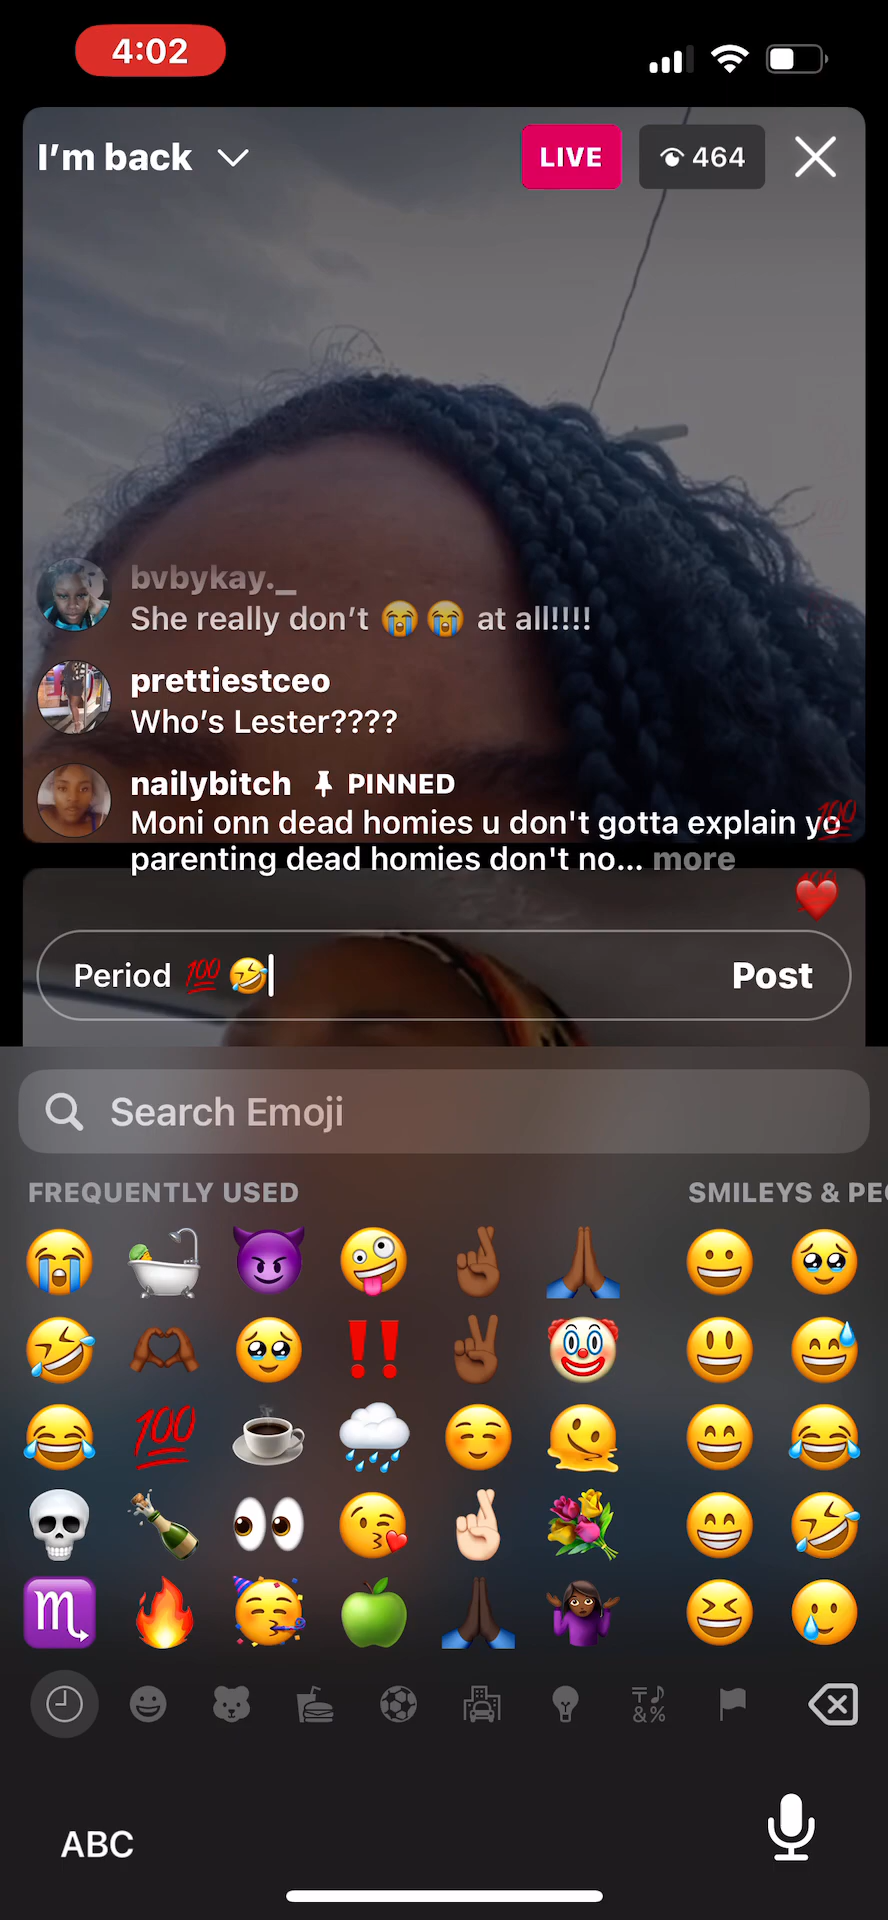 4:02
I’m back
LIVE
464
bvbykay._
She really don’t 😭😭 at all!!!!
prettiestceo
Who’s Lester????
nailybitch PINNED
Moni onn dead homies u don't gotta explain yo
parenting dead homies don't no... more
Period 💯🤣
Post
Search Emoji
FREQUENTLY USED
SMILEYS & PEO
ABC